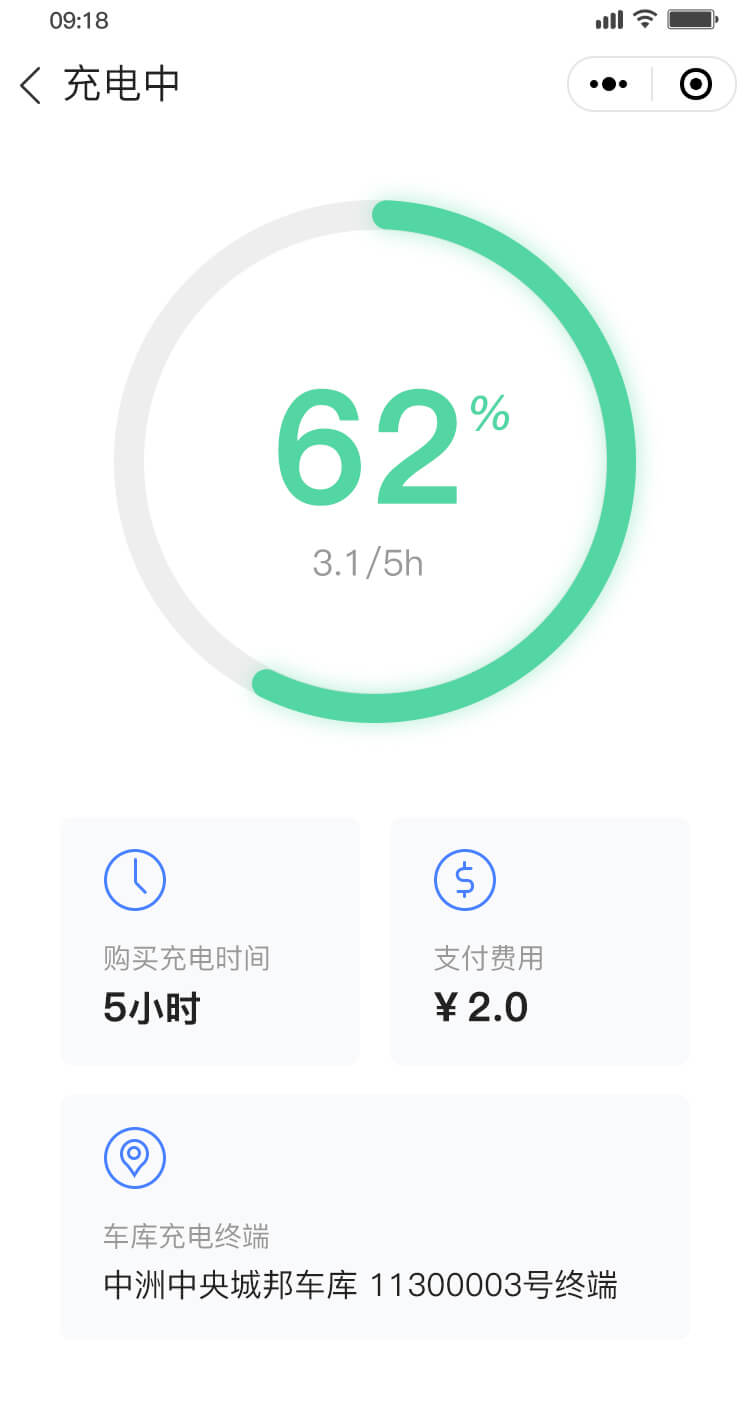 09:18
充电中
62%
3.1/5h
购买充电时间
5小时
支付费用
¥ 2.0
车库充电终端
中洲中央城邦车库 11300003号终端